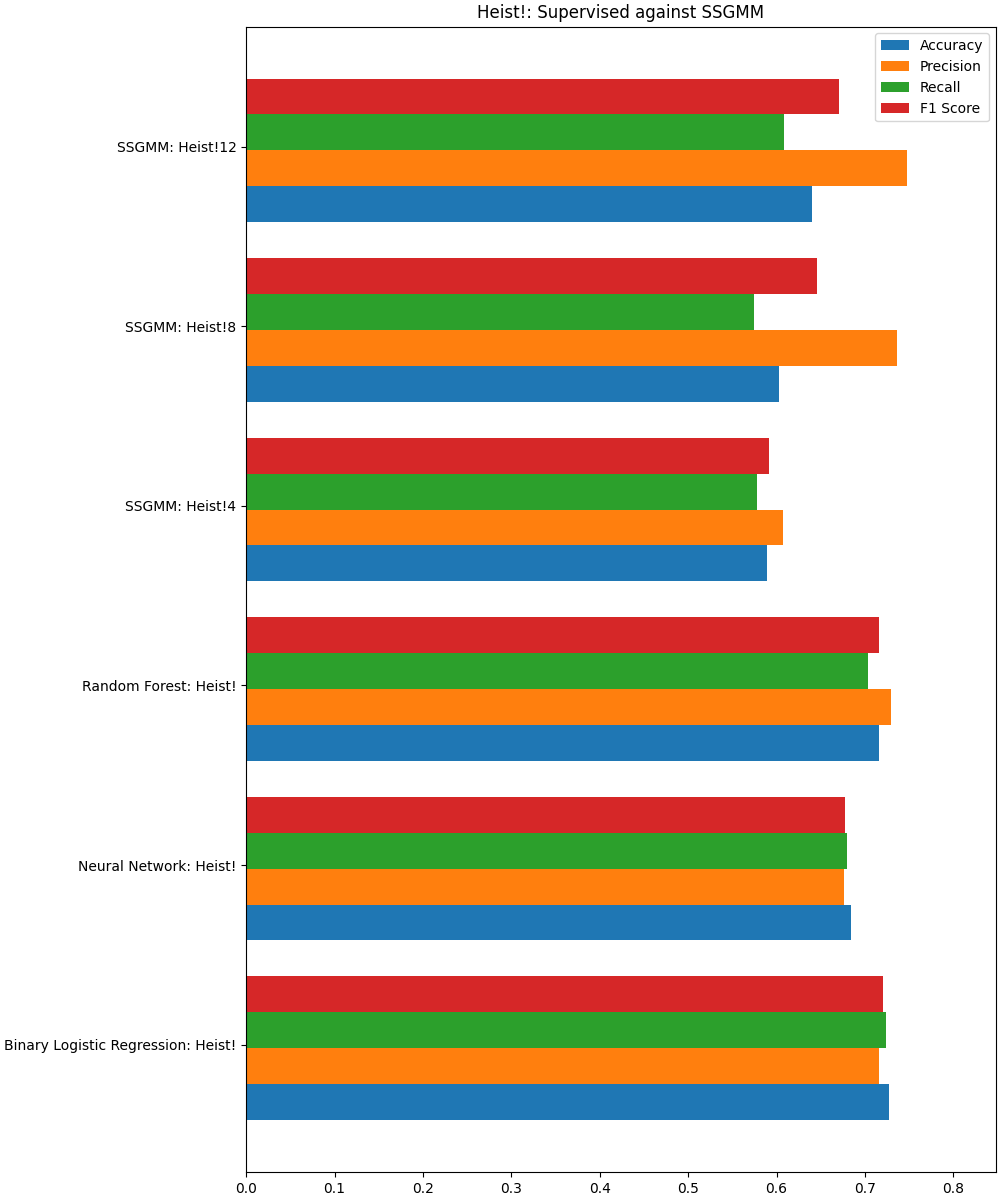 Heist!: Supervised against SSGMM
Accuracy
Precision
Recall
F1 Score
SSGMM: Heist!12
SSGMM: Heist!8
SSGMM: Heist!4
Random Forest: Heist!
Neural Network: Heist!
Binary Logistic Regression: Heist!
0.0 0.1 0.2 0.3 0.4 0.5 0.6 0.7 0.8